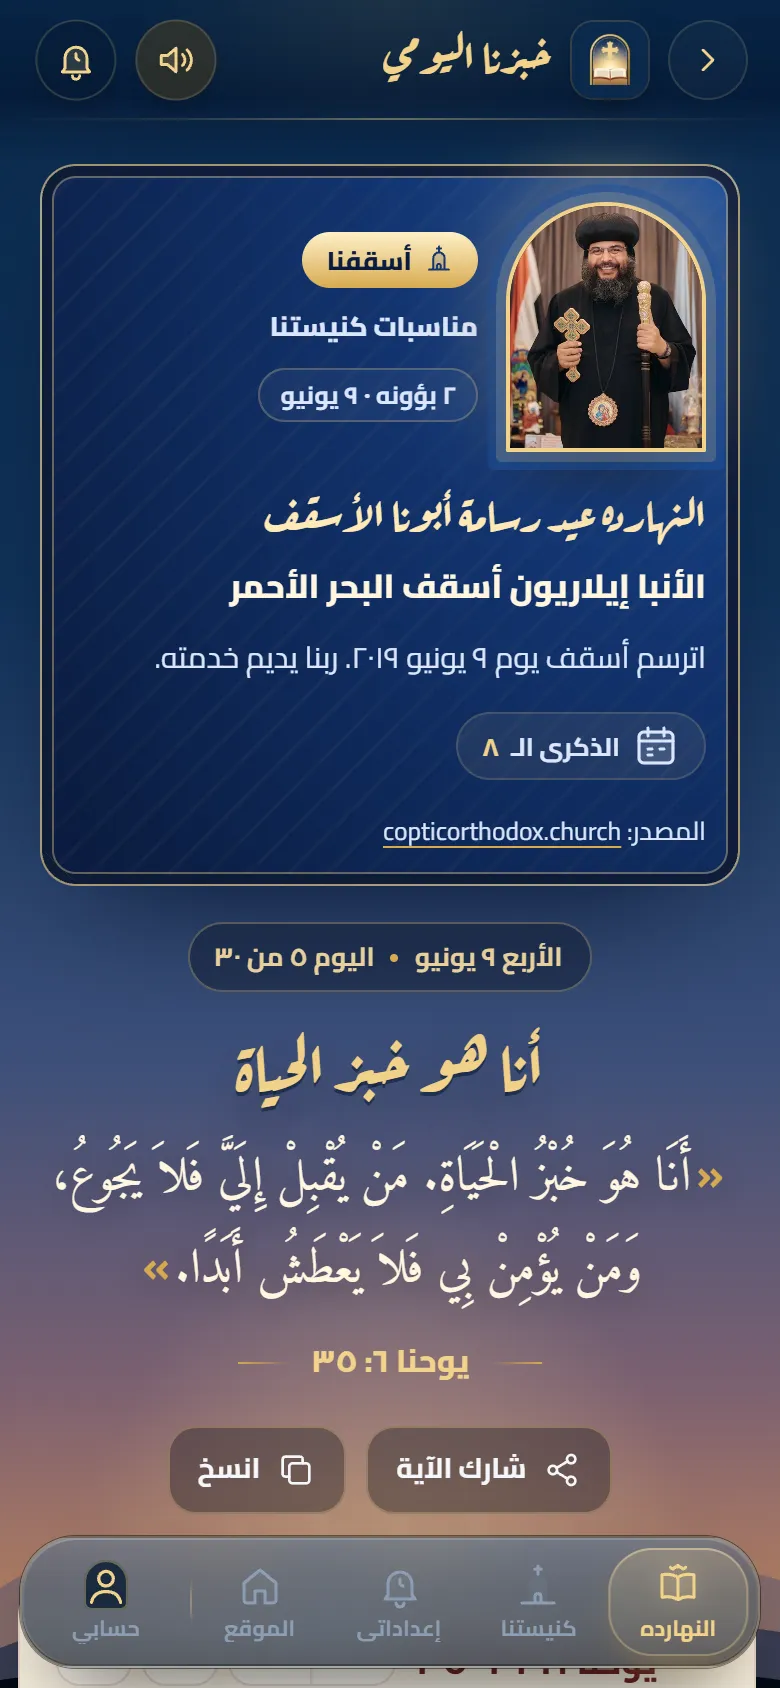 خبزنا اليومي
أسقفنا
مناسبات كنيستنا
٢ بؤونه · ٩ يونيو
النهارده عيد رسامة أبونا الأسقف
الأنبا إيلاريون أسقف البحر الأحمر
اترسم أسقف يوم ٩ يونيو ٢٠١٩. ربنا يديم خدمته.
الذكرى الـ ٨
المصدر: copticorthodox.church
الأربع ٩ يونيو • اليوم ٥ من ٣٠
أنا هو خبز الحياة
«أَنَا هُوَ خُبْزُ الْحَيَاةِ. مَنْ يُقْبِلْ إِلَيَّ فَلاَ يَجُوعُ،
وَمَنْ يُؤْمِنْ بِي فَلاَ يَعْطَشُ أَبَدًا.»
يوحنا ٦: ٣٥
شارك الآية
انسخ
النهارده
كنيستنا
إعداداتى
الموقع
حسابي